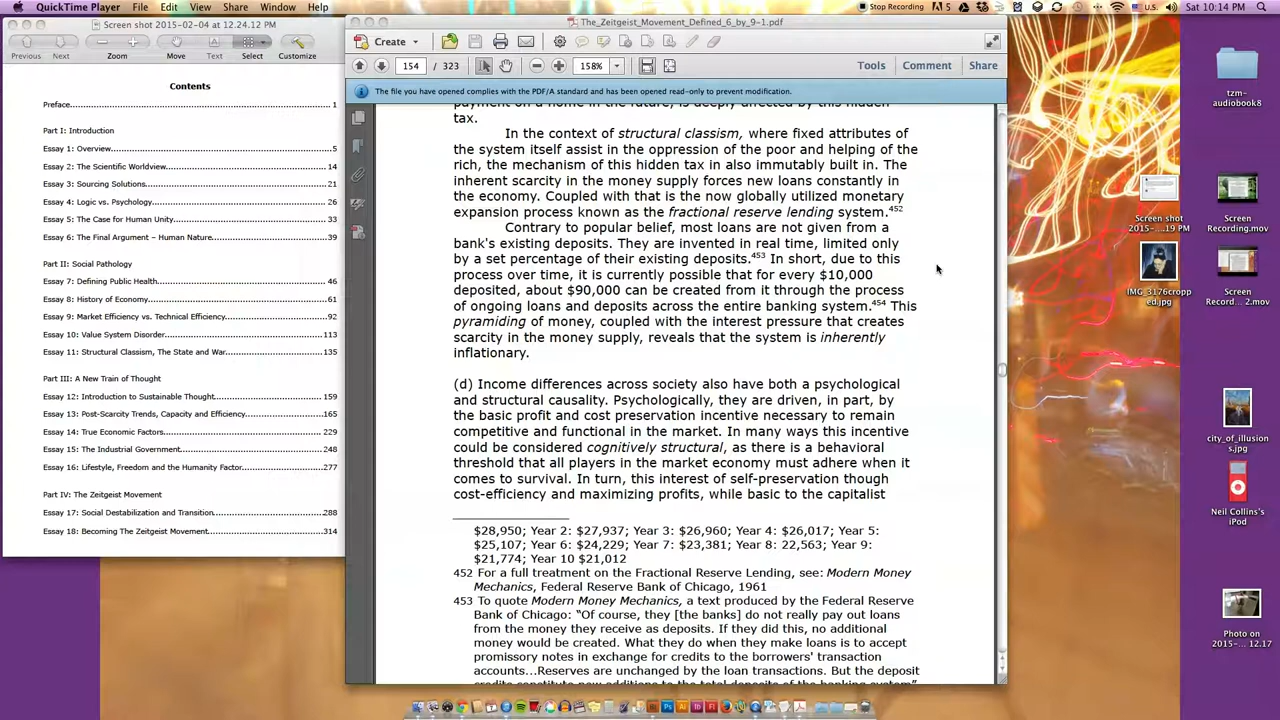 QuickTime Player File Edit View Share Window Help
Stop Recording
5
U.S.
Sat 10:14 PM
Screen shot 2015-02-04 at 12.24.12 PM
Previous Next Zoom Move Text Select Customize
Contents
Preface 1
Part I: Introduction
Essay 1: Overview 5
Essay 2: The Scientific Worldview 14
Essay 3: Sourcing Solutions 21
Essay 4: Logic vs. Psychology 26
Essay 5: The Case for Human Unity 33
Essay 6: The Final Argument – Human Nature 39
Part II: Social Pathology
Essay 7: Defining Public Health 46
Essay 8: History of Economy 61
Essay 9: Market Efficiency vs. Technical Efficiency 92
Essay 10: Value System Disorder 113
Essay 11: Structural Classism, The State and War 135
Part III: A New Train of Thought
Essay 12: Introduction to Sustainable Thought 159
Essay 13: Post-Scarcity Trends, Capacity and Efficiency 165
Essay 14: True Economic Factors 229
Essay 15: The Industrial Government 248
Essay 16: Lifestyle, Freedom and the Humanity Factor 277
Part IV: The Zeitgeist Movement
Essay 17: Social Destabilization and Transition 288
Essay 18: Becoming The Zeitgeist Movement 314
The_Zeitgeist_Movement_Defined_6_by_9-1.pdf
Create
154 / 323
158%
Tools Comment Share
The file you have opened complies with the PDF/A standard and has been opened read-only to prevent modification.
payment on a home in the future, is deeply affected by this hidden
tax.
In the context of structural classism, where fixed attributes of
the system itself assist in the oppression of the poor and helping of the
rich, the mechanism of this hidden tax in also immutably built in. The
inherent scarcity in the money supply forces new loans constantly in
the economy. Coupled with that is the now globally utilized monetary
expansion process known as the fractional reserve lending system.452
Contrary to popular belief, most loans are not given from a
bank's existing deposits. They are invented in real time, limited only
by a set percentage of their existing deposits.453 In short, due to this
process over time, it is currently possible that for every $10,000
deposited, about $90,000 can be created from it through the process
of ongoing loans and deposits across the entire banking system.454 This
pyramiding of money, coupled with the interest pressure that creates
scarcity in the money supply, reveals that the system is inherently
inflationary.
(d) Income differences across society also have both a psychological
and structural causality. Psychologically, they are driven, in part, by
the basic profit and cost preservation incentive necessary to remain
competitive and functional in the market. In many ways this incentive
could be considered cognitively structural, as there is a behavioral
threshold that all players in the market economy must adhere when it
comes to survival. In turn, this interest of self-preservation though
cost-efficiency and maximizing profits, while basic to the capitalist
$28,950; Year 2: $27,937; Year 3: $26,960; Year 4: $26,017; Year 5:
$25,107; Year 6: $24,229; Year 7: $23,381; Year 8: 22,563; Year 9:
$21,774; Year 10 $21,012
452 For a full treatment on the Fractional Reserve Lending, see: Modern Money
Mechanics, Federal Reserve Bank of Chicago, 1961
453 To quote Modern Money Mechanics, a text produced by the Federal Reserve
Bank of Chicago: “Of course, they [the banks] do not really pay out loans
from the money they receive as deposits. If they did this, no additional
money would be created. What they do when they make loans is to accept
promissory notes in exchange for credits to the borrowers' transaction
accounts...Reserves are unchanged by the loan transactions. But the deposit
credits constitute new additions to the total deposits of the banking system”
tzm-
audiobook8
Screen shot
2015-...19 PM
Screen
Recording.mov
IMG_3176cropp
ed.jpg
Screen
Record... 2.mov
city_of_illusion
s.jpg
Neil Collins's
iPod
Photo on
2015-... 12.17